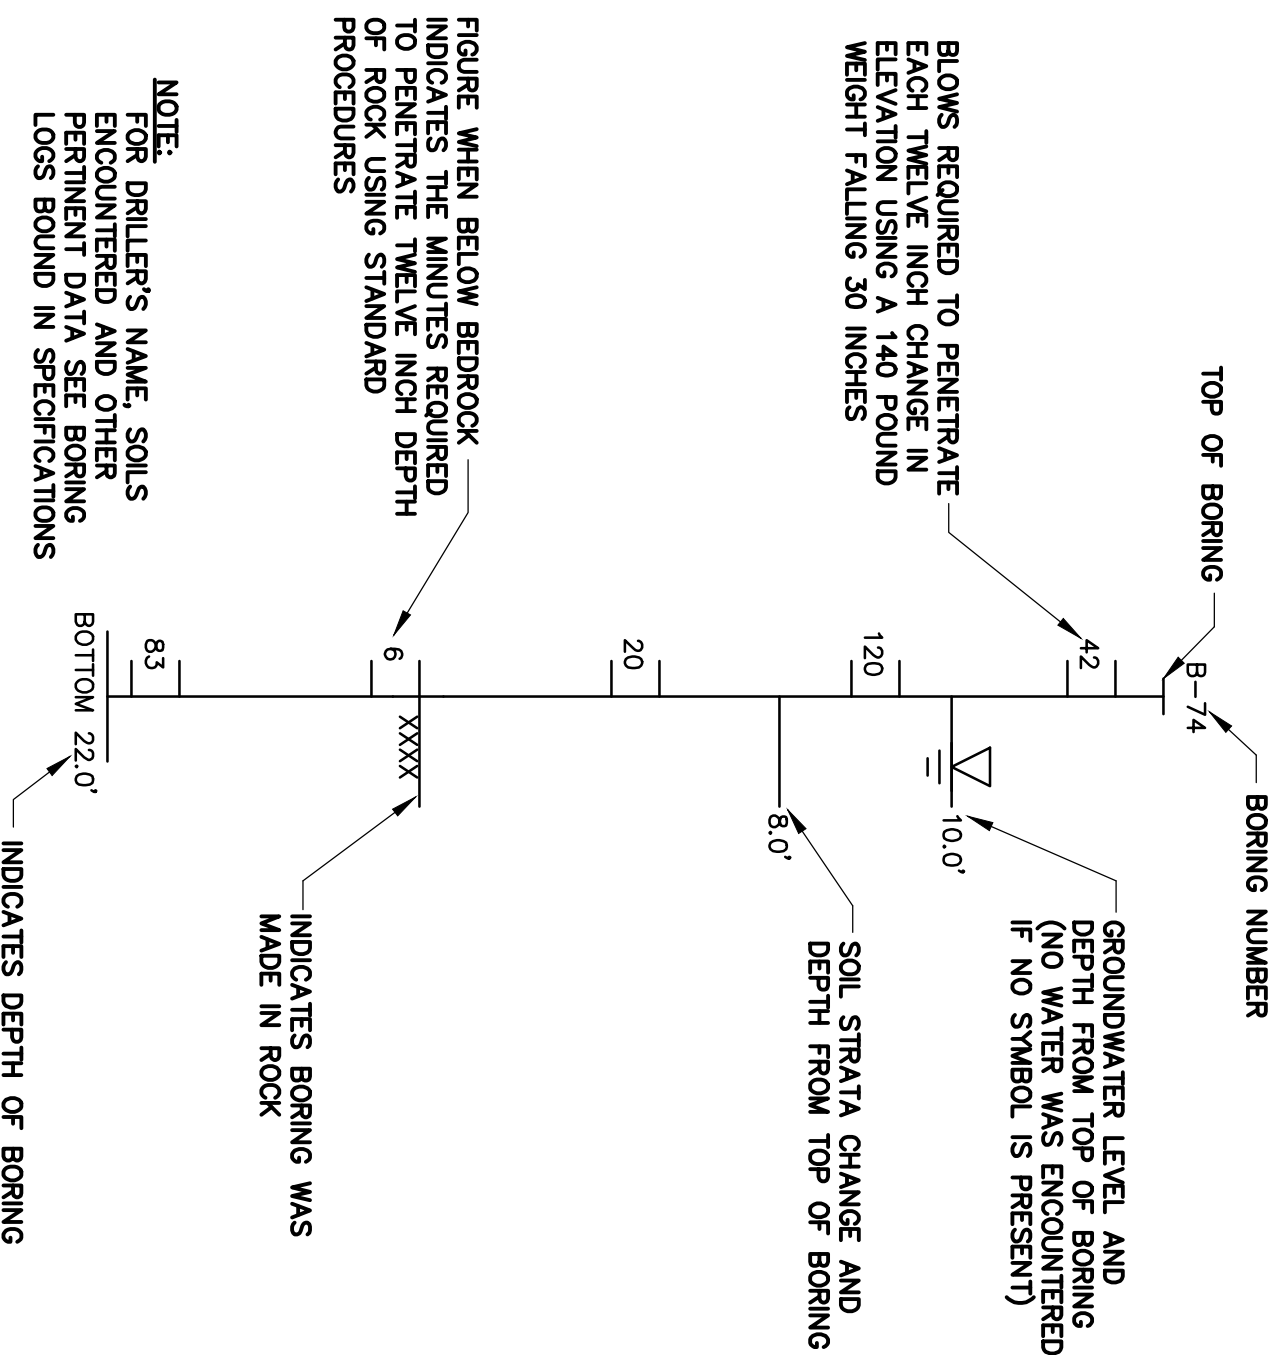 BORING NUMBER
TOP OF BORING
B-74
BLOWS REQUIRED TO PENETRATE
EACH TWELVE INCH CHANGE IN
ELEVATION USING A 140 POUND
WEIGHT FALLING 30 INCHES
42
GROUNDWATER LEVEL AND
DEPTH FROM TOP OF BORING
(NO WATER WAS ENCOUNTERED
IF NO SYMBOL IS PRESENT)
10.0'
120
SOIL STRATA CHANGE AND
DEPTH FROM TOP OF BORING
8.0'
20
FIGURE WHEN BELOW BEDROCK
INDICATES THE MINUTES REQUIRED
TO PENETRATE TWELVE INCH DEPTH
OF ROCK USING STANDARD
PROCEDURES
6
XXXX
INDICATES BORING WAS
MADE IN ROCK
83
BOTTOM 22.0'
INDICATES DEPTH OF BORING
NOTE:
FOR DRILLER'S NAME, SOILS
ENCOUNTERED AND OTHER
PERTINENT DATA SEE BORING
LOGS BOUND IN SPECIFICATIONS